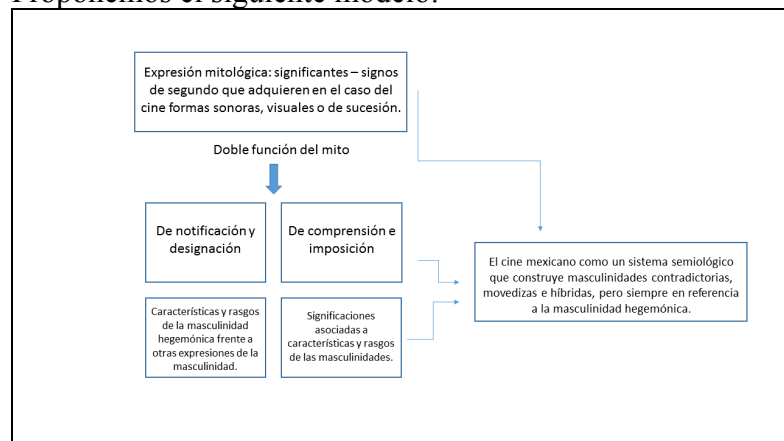 Proponemos el siguiente modelo:
Expresión mitológica: significantes – signos
de segundo que adquieren en el caso del
cine formas sonoras, visuales o de sucesión.
Doble función del mito
De notificación y
designación
De comprensión e
imposición
Características y rasgos
de la masculinidad
hegemónica frente a
otras expresiones de la
masculinidad.
Significaciones
asociadas a
características y rasgos
de las masculinidades.
El cine mexicano como un sistema semiológico
que construye masculinidades contradictorias,
movedizas e híbridas, pero siempre en referencia
a la masculinidad hegemónica.